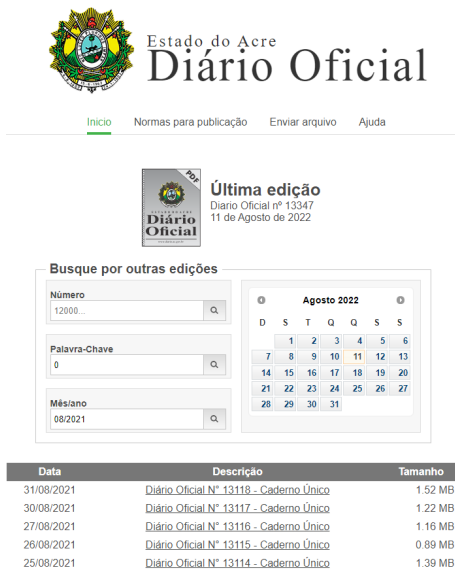 Estado do Acre
Diário Oficial
Inicio Normas para publicação Enviar arquivo Ajuda
PDF
Diário
Oficial
Última edição
Diario Oficial nº 13347
11 de Agosto de 2022
Busque por outras edições
Número
12000...
Palavra-Chave
0
Mês/ano
08/2021
Agosto 2022
D S T Q Q S S
1 2 3 4 5 6
7 8 9 10 11 12 13
14 15 16 17 18 19 20
21 22 23 24 25 26 27
28 29 30 31
Data Descrição Tamanho
31/08/2021 Diário Oficial N° 13118 - Caderno Único 1.52 MB
30/08/2021 Diário Oficial N° 13117 - Caderno Único 1.22 MB
27/08/2021 Diário Oficial N° 13116 - Caderno Único 1.16 MB
26/08/2021 Diário Oficial N° 13115 - Caderno Único 0.89 MB
25/08/2021 Diário Oficial N° 13114 - Caderno Único 1.39 MB